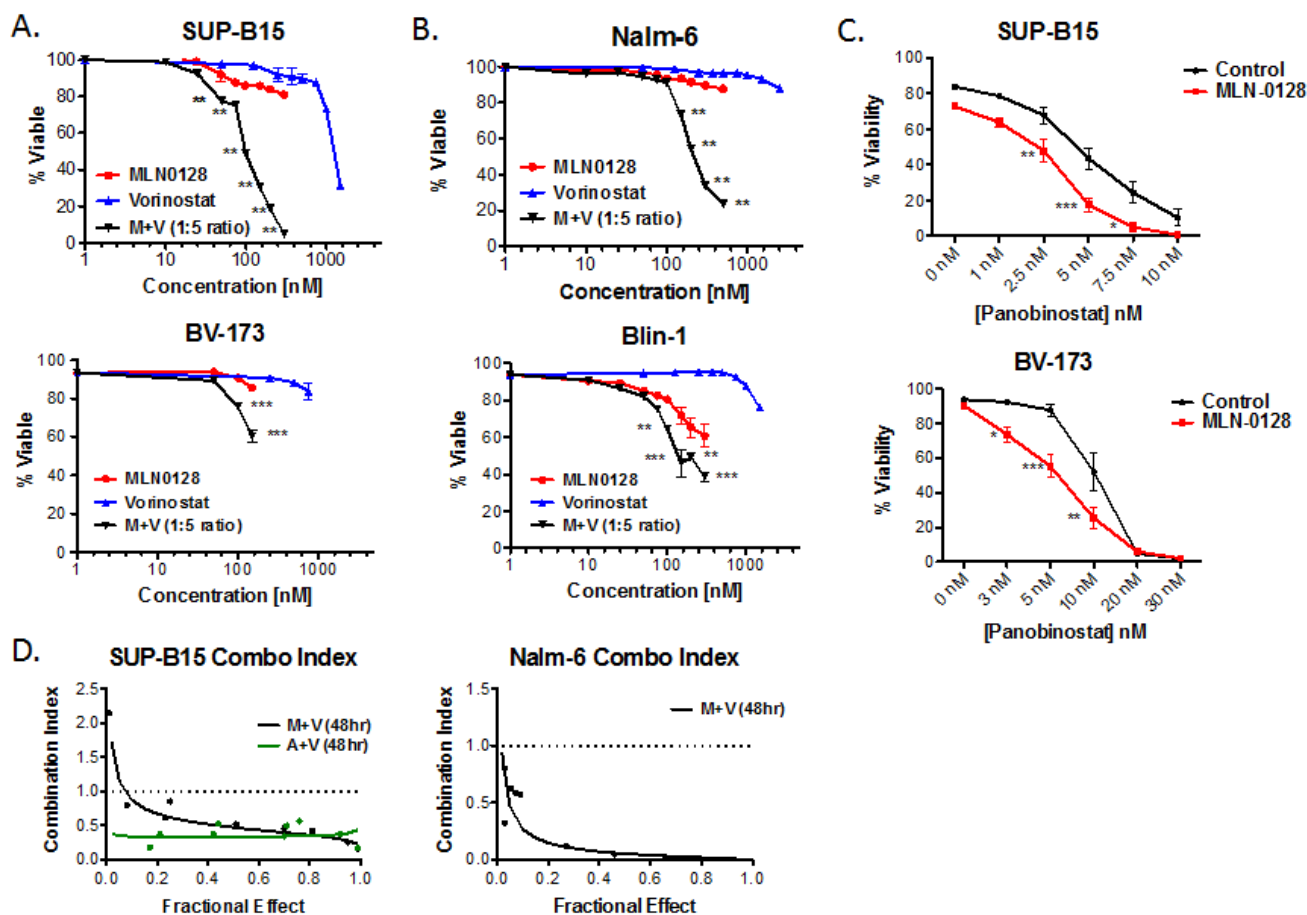 A.
SUP-B15
% Viable
100
80
60
40
20
0
** ** ** ** ** **
MLN0128
Vorinostat
M+V (1:5 ratio)
1 10 100 1000
Concentration [nM]
BV-173
% Viable
100
80
60
40
20
0
***
***
MLN0128
Vorinostat
M+V (1:5 ratio)
1 10 100 1000
Concentration [nM]
B.
Nalm-6
% Viable
100
80
60
40
20
0
** ** ** **
MLN0128
Vorinostat
M+V (1:5 ratio)
1 10 100 1000
Concentration [nM]
Blin-1
% Viable
100
80
60
40
20
0
** *** ** ***
MLN0128
Vorinostat
M+V (1:5 ratio)
1 10 100 1000
Concentration [nM]
C.
SUP-B15
% Viability
100
80
60
40
20
0
** *** *
Control
MLN-0128
0 nM 1 nM 2.5 nM 5 nM 7.5 nM 10 nM
[Panobinostat] nM
BV-173
% Viability
100
80
60
40
20
0
* *** **
Control
MLN-0128
0 nM 3 nM 5 nM 10 nM 20 nM 30 nM
[Panobinostat] nM
D.
SUP-B15 Combo Index
Combination Index
2.5
2.0
1.5
1.0
0.5
0.0
M+V (48hr)
A+V (48hr)
0.0 0.2 0.4 0.6 0.8 1.0
Fractional Effect
Nalm-6 Combo Index
Combination Index
1.5
1.0
0.5
0.0
M+V (48hr)
0.0 0.2 0.4 0.6 0.8 1.0
Fractional Effect